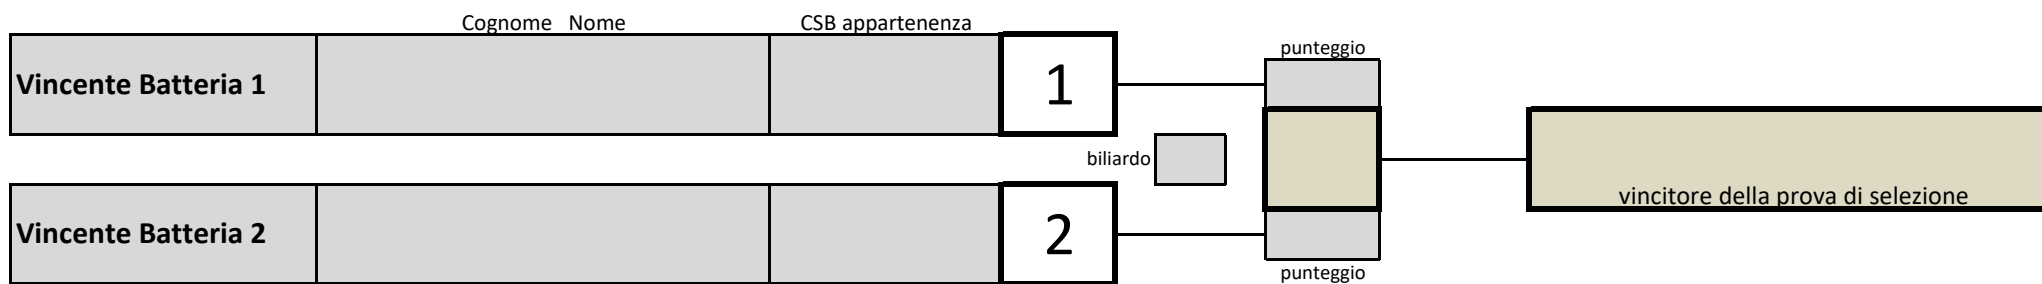 Cognome   Nome
CSB appartenenza
punteggio
Vincente Batteria 1
1
biliardo
vincitore della prova di selezione
Vincente Batteria 2
2
punteggio